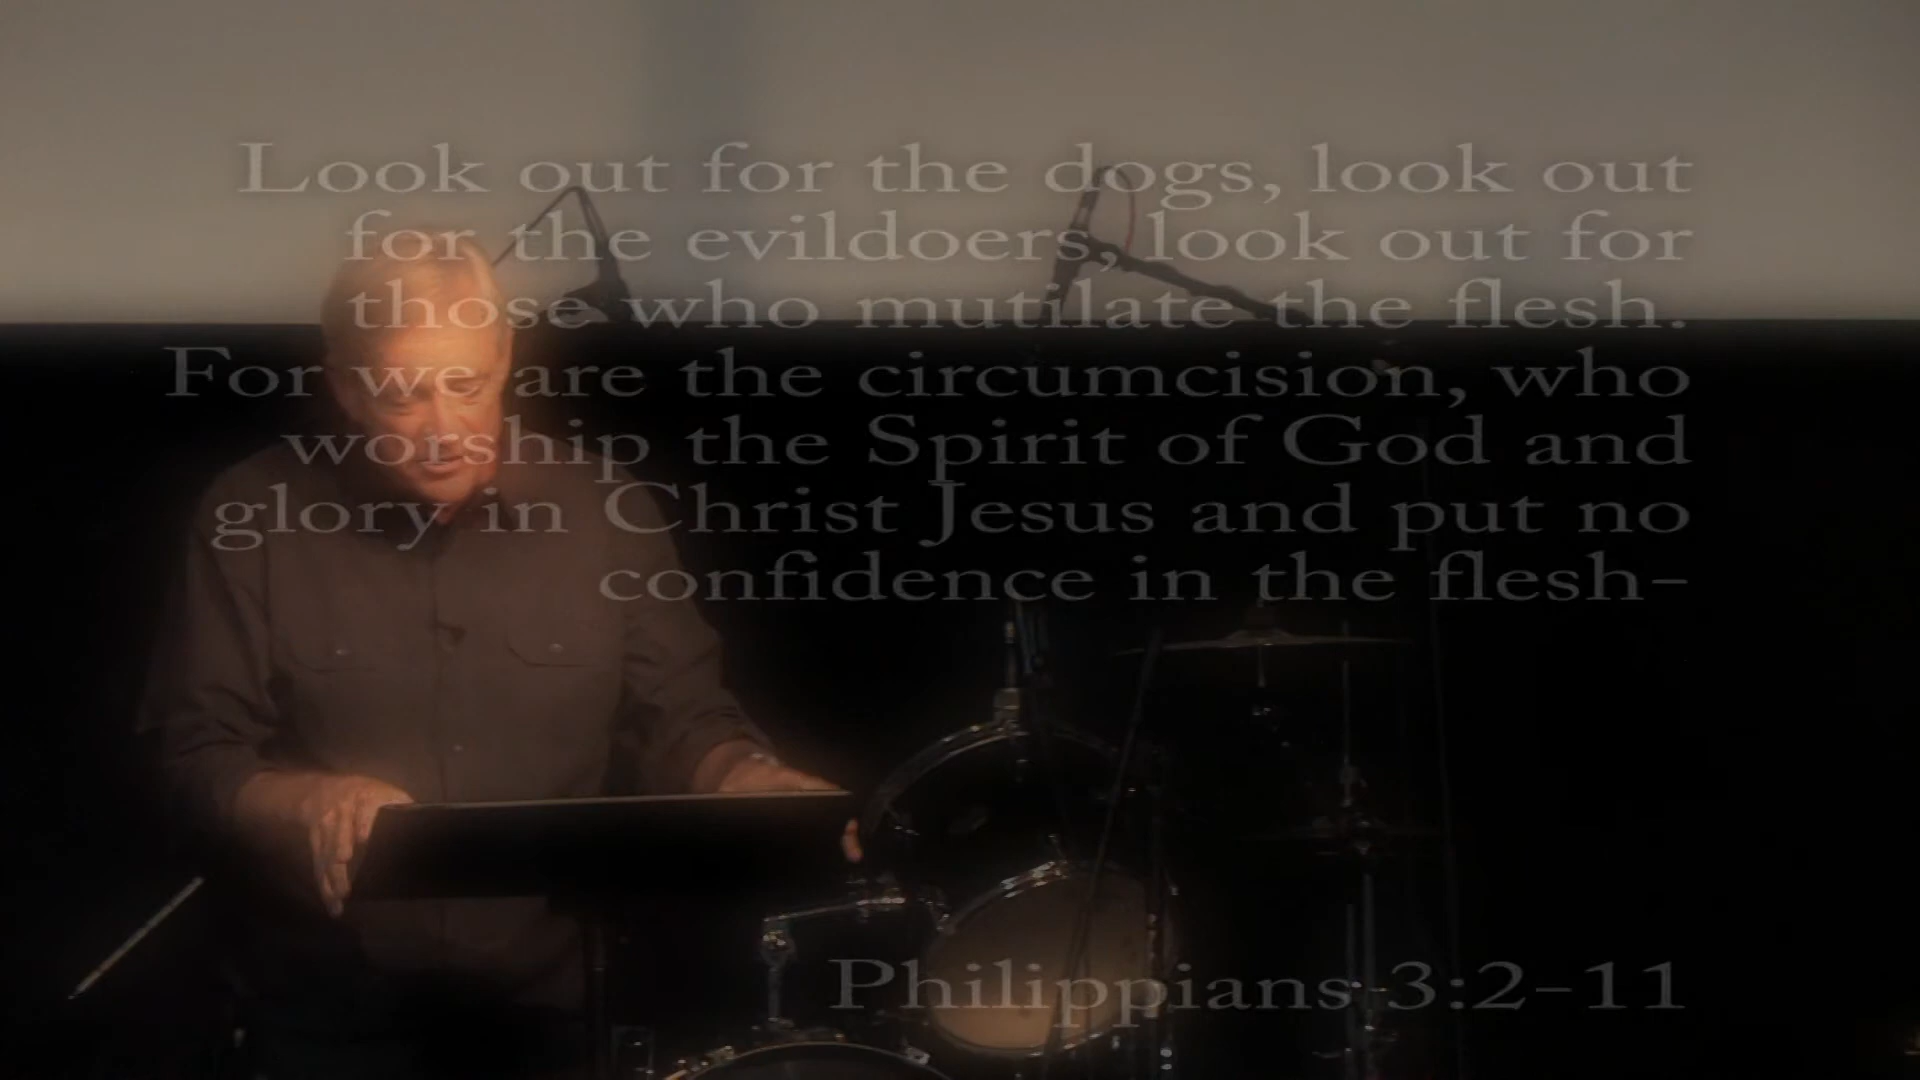 Look out for the dogs, look out
for the evildoers, look out for
those who mutilate the flesh.
For we are the circumcision, who
worship the Spirit of God and
glory in Christ Jesus and put no
confidence in the flesh–
Philippians 3:2–11